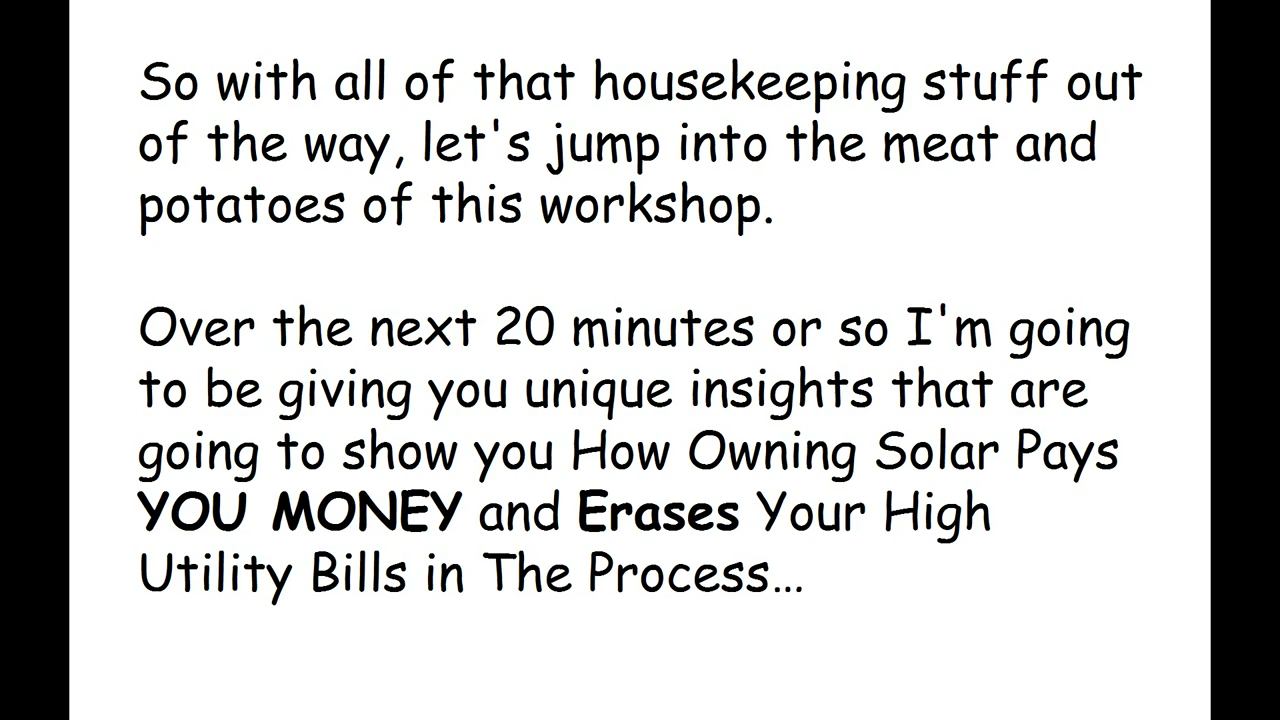 So with all of that housekeeping stuff out
of the way, let's jump into the meat and
potatoes of this workshop.
Over the next 20 minutes or so I'm going
to be giving you unique insights that are
going to show you How Owning Solar Pays
YOU MONEY and Erases Your High
Utility Bills in The Process...